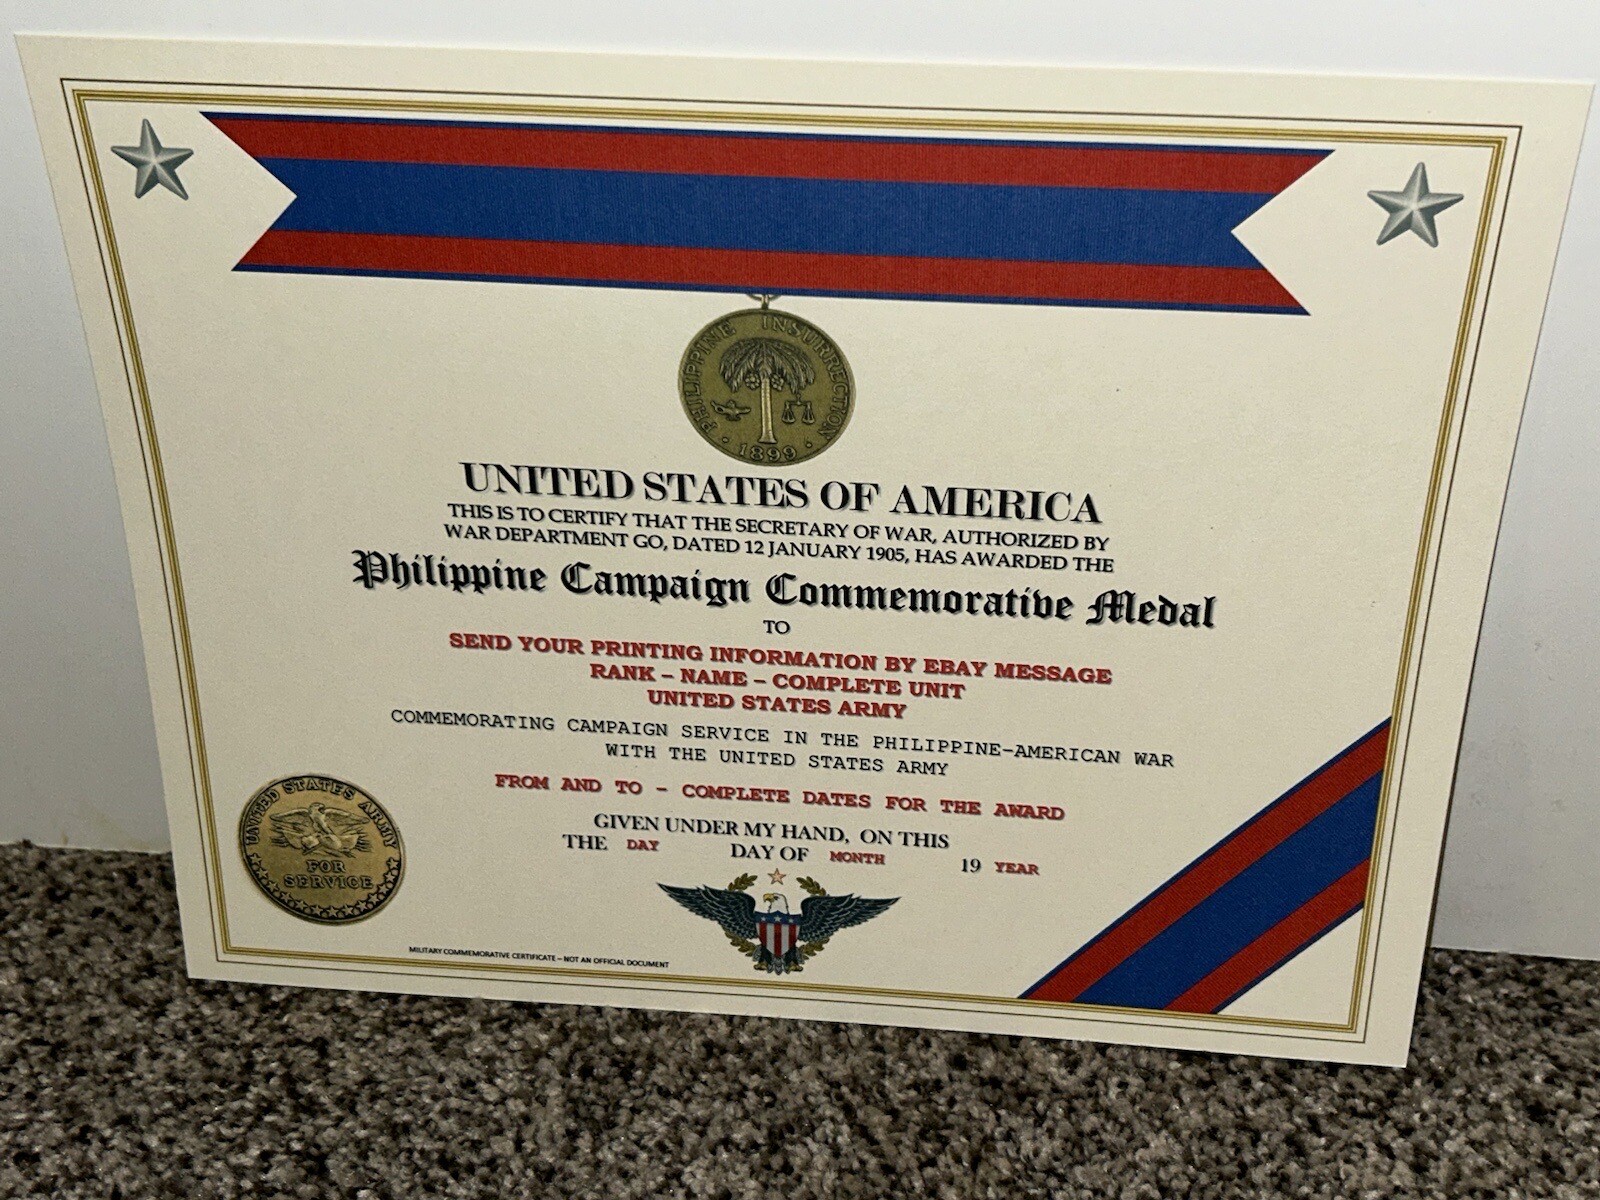 PHILIPPINE INSURRECTION
· 1899 ·
UNITED STATES OF AMERICA
THIS IS TO CERTIFY THAT THE SECRETARY OF WAR, AUTHORIZED BY
WAR DEPARTMENT GO, DATED 12 JANUARY 1905, HAS AWARDED THE
Philippine Campaign Commemorative Medal
TO
SEND YOUR PRINTING INFORMATION BY EBAY MESSAGE
RANK – NAME – COMPLETE UNIT
UNITED STATES ARMY
COMMEMORATING CAMPAIGN SERVICE IN THE PHILIPPINE-AMERICAN WAR
WITH THE UNITED STATES ARMY
FROM AND TO – COMPLETE DATES FOR THE AWARD
GIVEN UNDER MY HAND, ON THIS
THE DAY DAY OF MONTH 19 YEAR
UNITED STATES ARMY
FOR
SERVICE
MILITARY COMMEMORATIVE CERTIFICATE – NOT AN OFFICIAL DOCUMENT